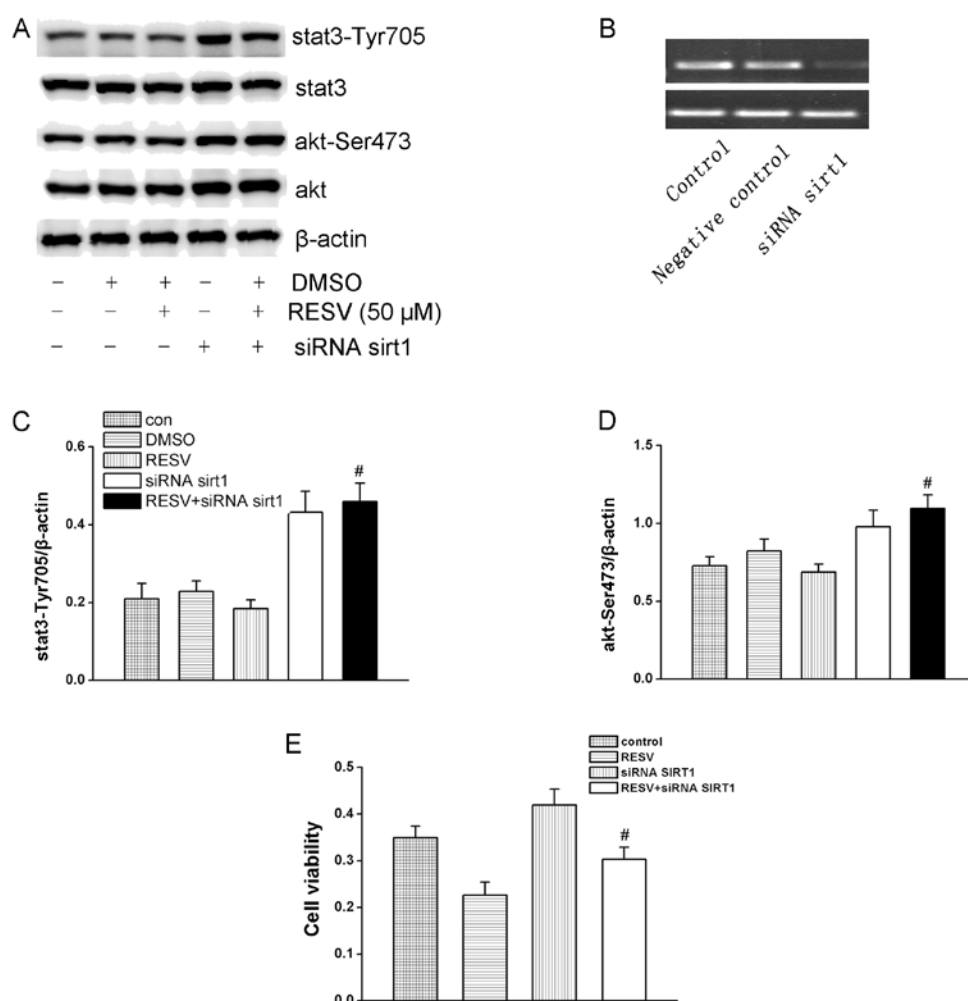 A
stat3-Tyr705
stat3
akt-Ser473
akt
β-actin
− + + − + DMSO
− − + − + RESV (50 μM)
− − − + + siRNA sirt1
B
Control
Negative control
siRNA sirt1
C
con
DMSO
RESV
siRNA sirt1
RESV+siRNA sirt1
#
0.6
0.4
0.2
0.0
stat3-Tyr705/β-actin
D
#
1.5
1.0
0.5
0.0
akt-Ser473/β-actin
E
control
RESV
siRNA SIRT1
RESV+siRNA SIRT1
#
0.5
0.4
0.3
0.2
0.1
0.0
Cell viability